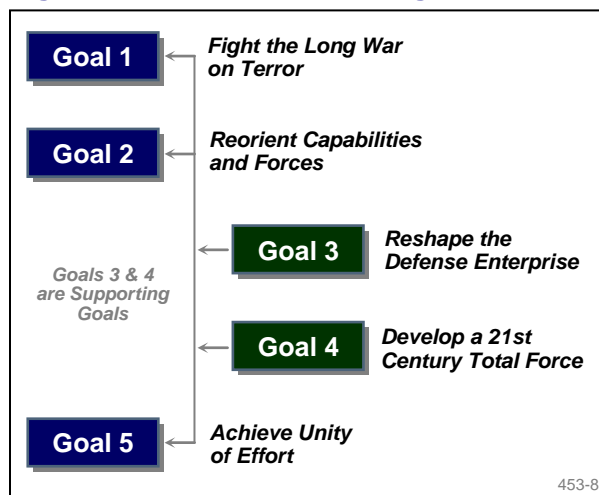 Goal 1
Fight the Long War
on Terror
Goal 2
Reorient Capabilities
and Forces
Goal 3
Reshape the
Defense Enterprise
Goals 3 & 4
are Supporting
Goals
Goal 4
Develop a 21st
Century Total Force
Goal 5
Achieve Unity
of Effort
453-8